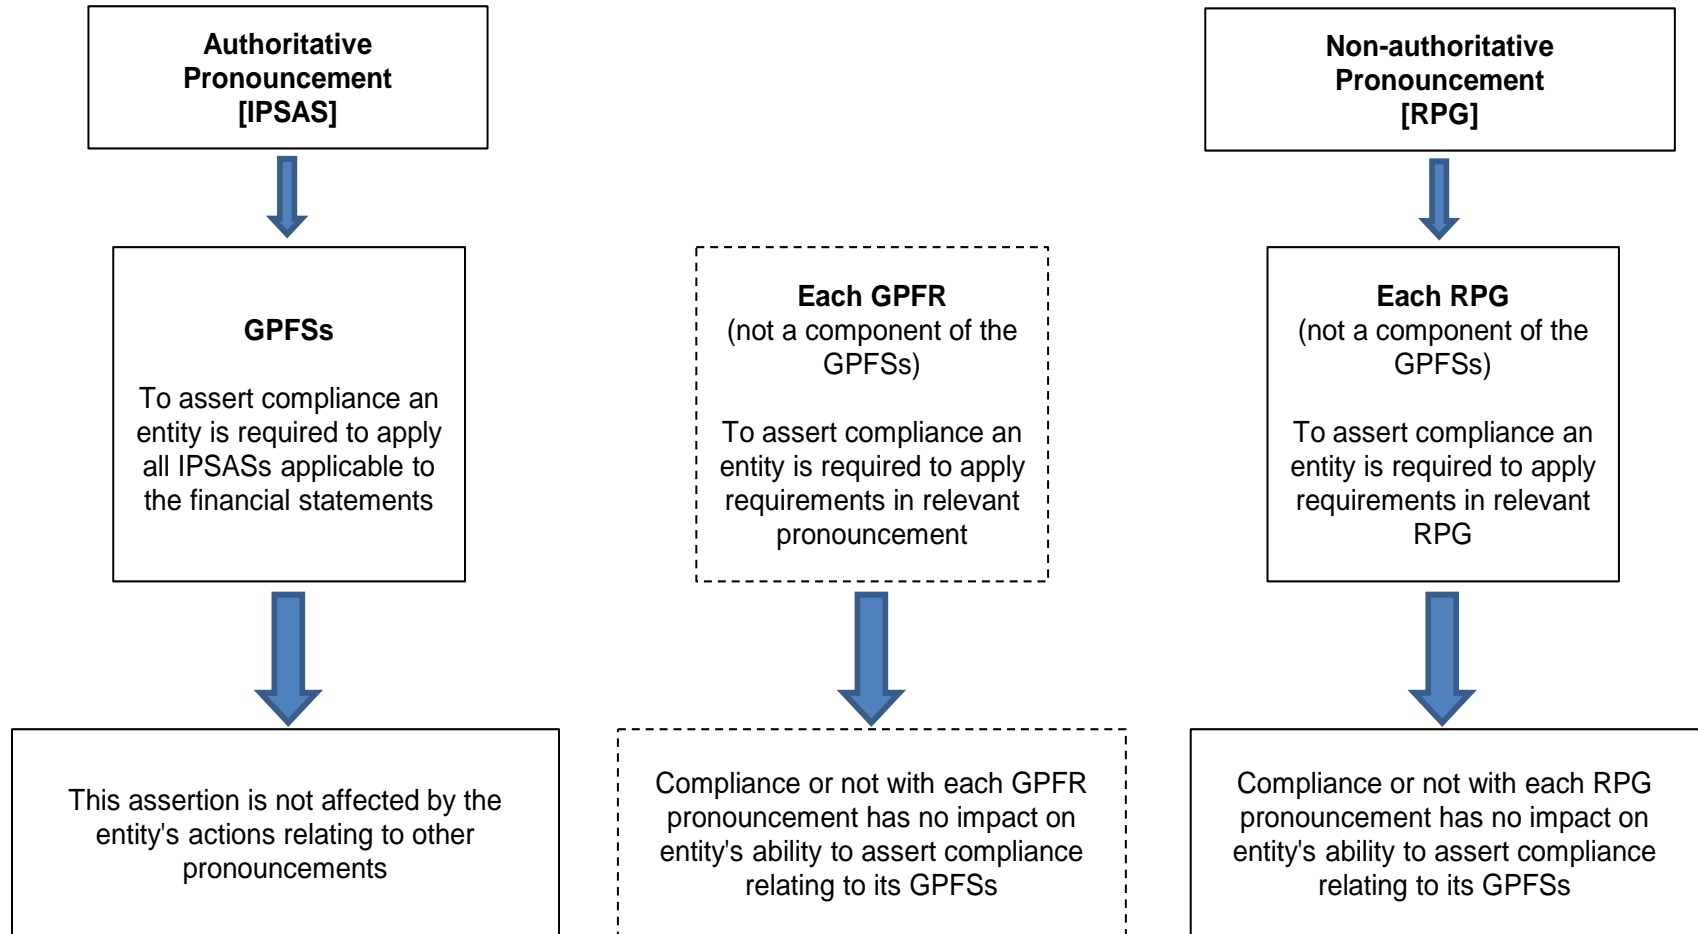 Authoritative
Pronouncement
[IPSAS]
Non-authoritative
Pronouncement
[RPG]
GPFSs
To assert compliance an
entity is required to apply
all IPSASs applicable to
the financial statements
Each GPFR
(not a component of the
GPFSs)
To assert compliance an
entity is required to apply
requirements in relevant
pronouncement
Each RPG
(not a component of the
GPFSs)
To assert compliance an
entity is required to apply
requirements in relevant
RPG
This assertion is not affected by the
entity's actions relating to other
pronouncements
Compliance or not with each GPFR
pronouncement has no impact on
entity's ability to assert compliance
relating to its GPFSs
Compliance or not with each RPG
pronouncement has no impact on
entity's ability to assert compliance
relating to its GPFSs